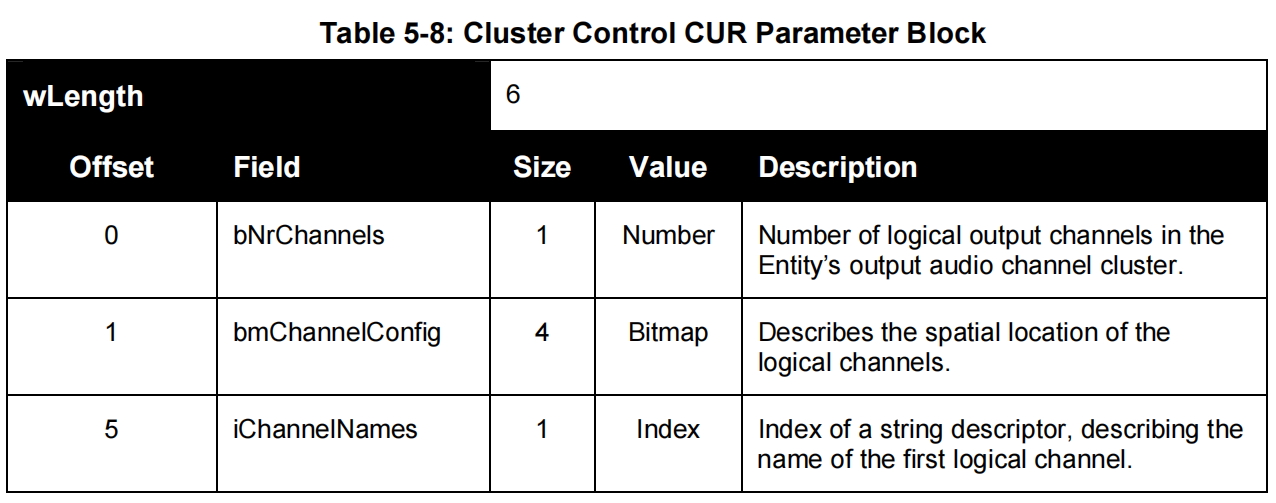 Table 5-8: Cluster Control CUR Parameter Block
wLength 6
Offset Field Size Value Description
0 bNrChannels 1 Number Number of logical output channels in the
Entity’s output audio channel cluster.
1 bmChannelConfig 4 Bitmap Describes the spatial location of the
logical channels.
5 iChannelNames 1 Index Index of a string descriptor, describing the
name of the first logical channel.